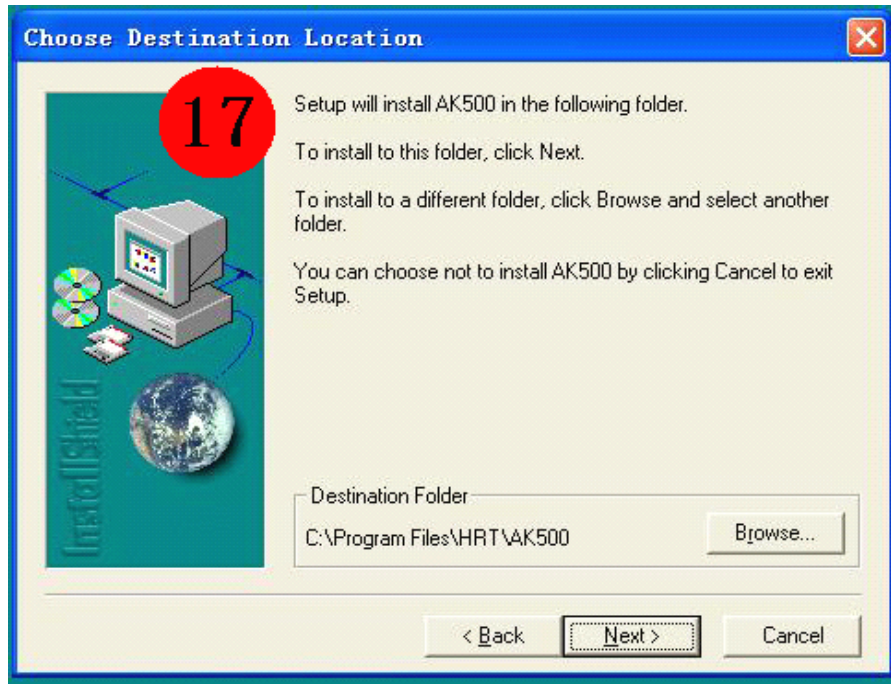 Choose Destination Location
17
Setup will install AK500 in the following folder.
To install to this folder, click Next.
To install to a different folder, click Browse and select another
folder.
You can choose not to install AK500 by clicking Cancel to exit
Setup.
InstallShield
Destination Folder
C:\Program Files\HRT\AK500
Browse...
< Back
Next >
Cancel